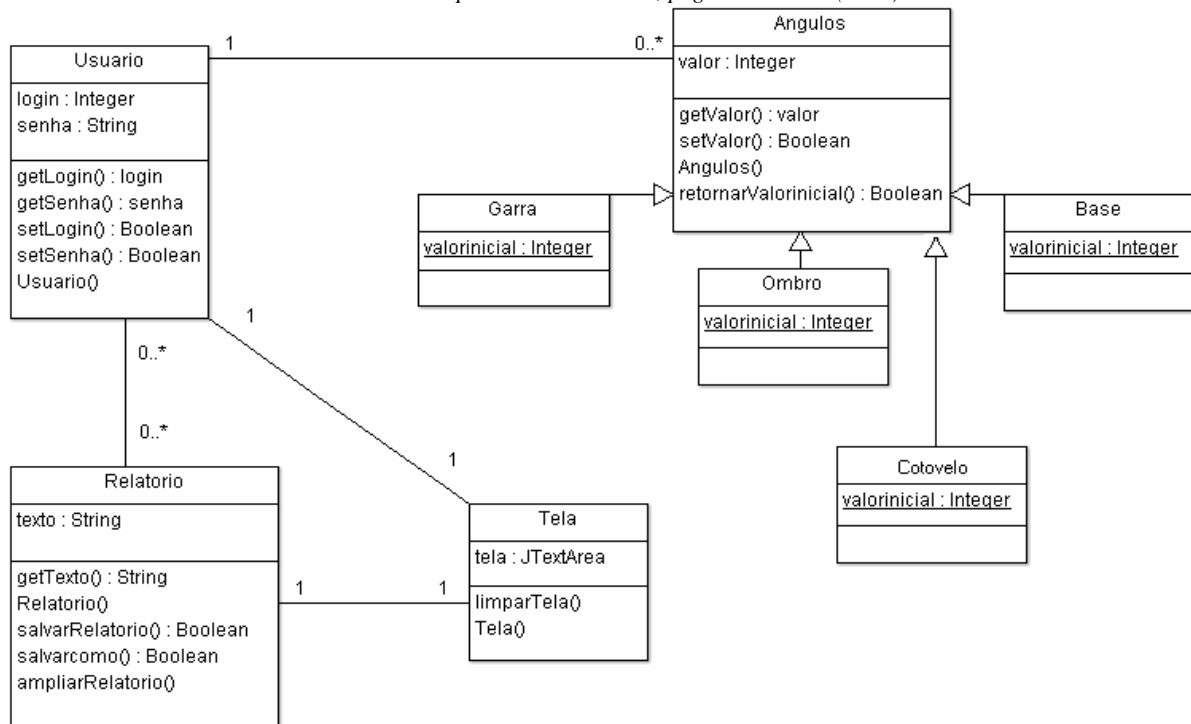 Usuario
login : Integer
senha : String
getLogin() : login
getSenha() : senha
setLogin() : Boolean
setSenha() : Boolean
Usuario()
1
0..*
Angulos
valor : Integer
getValor() : valor
setValor() : Boolean
Angulos()
retornarValorinicial() : Boolean
Garra
valorinicial : Integer
Ombro
valorinicial : Integer
Base
valorinicial : Integer
Cotovelo
valorinicial : Integer
1
1
0..*
0..*
Relatorio
texto : String
getTexto() : String
Relatorio()
salvarRelatorio() : Boolean
salvarcomo() : Boolean
ampliarRelatorio()
1
1
Tela
tela : JTextArea
limparTela()
Tela()